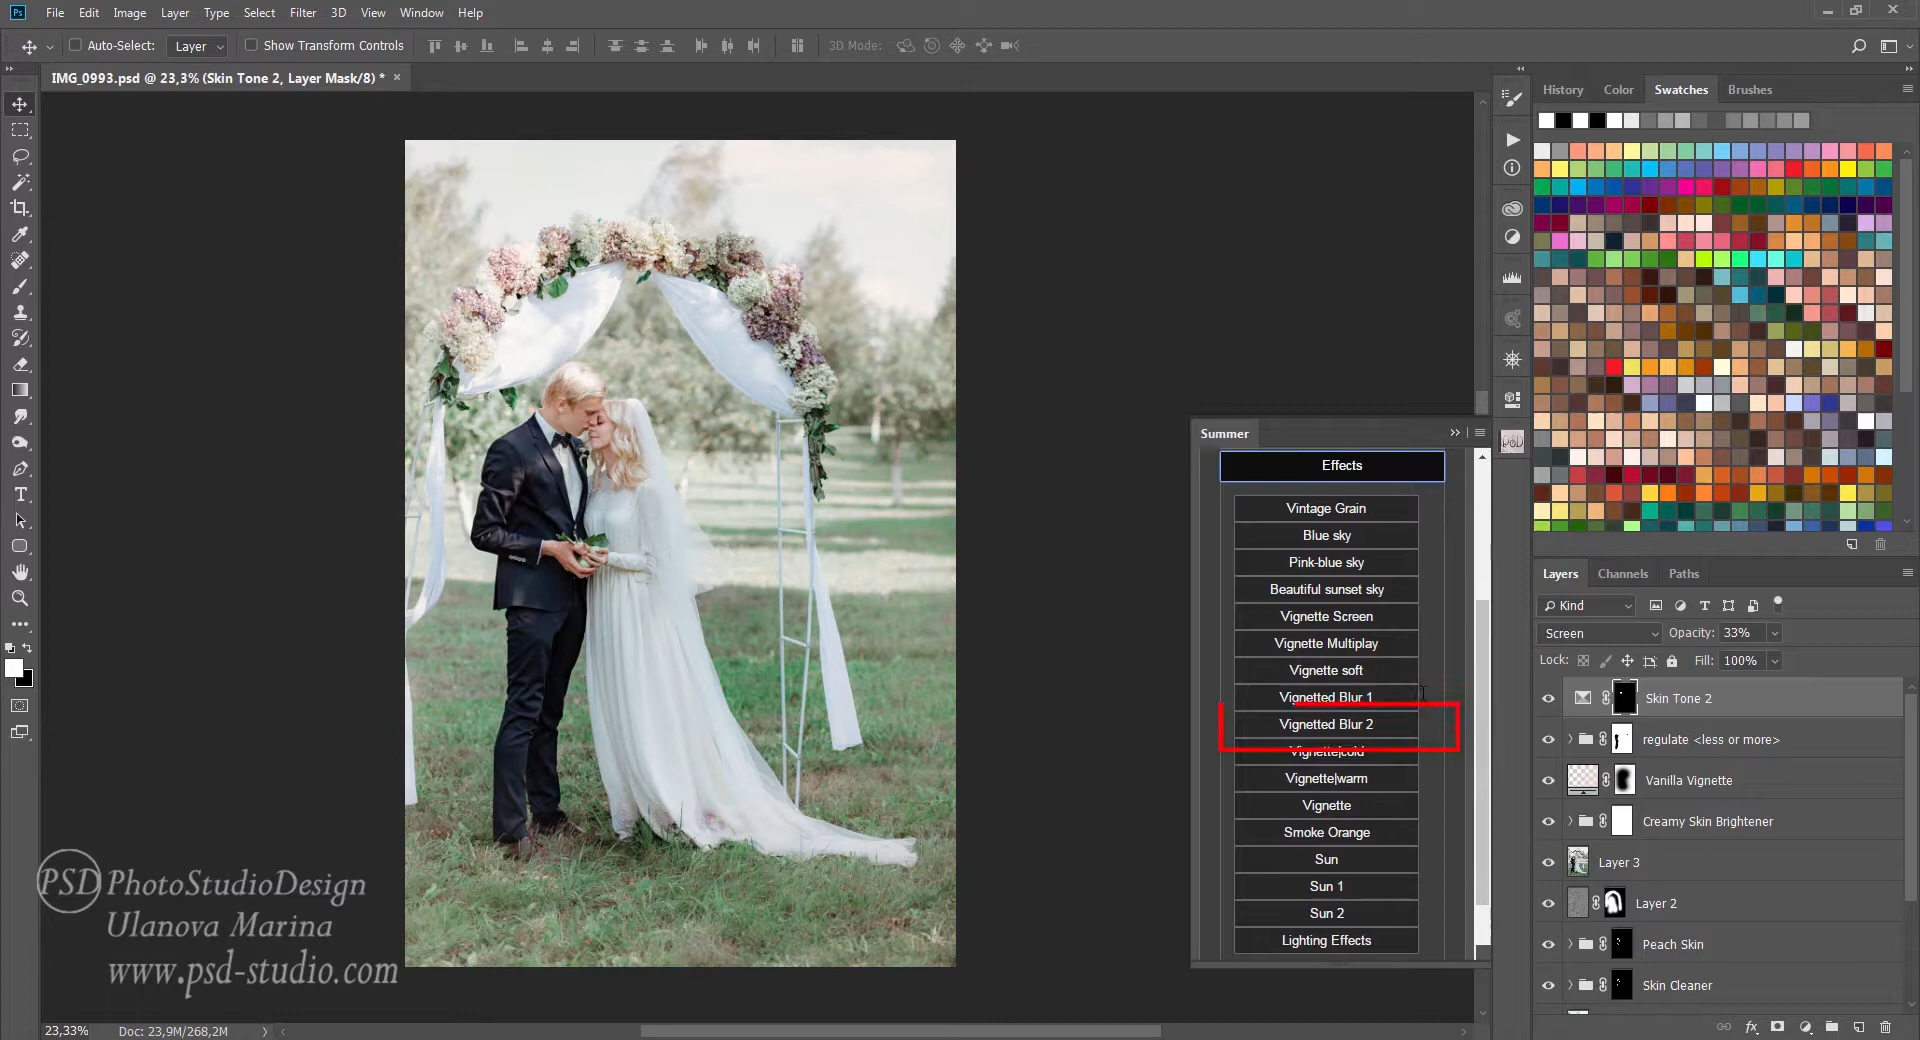 Ps File Edit Image Layer Type Select Filter 3D View Window Help
Auto-Select: Layer Show Transform Controls 3D Mode:
IMG_0993.psd @ 23,3% (Skin Tone 2, Layer Mask/8) * ×
History Color Swatches Brushes
Summer
Effects
Vintage Grain
Blue sky
Pink-blue sky
Beautiful sunset sky
Vignette Screen
Vignette Multiplay
Vignette soft
Vignetted Blur 1
Vignetted Blur 2
Vignette|cold
Vignette|warm
Vignette
Smoke Orange
Sun
Sun 1
Sun 2
Lighting Effects
Layers Channels Paths
Kind
Screen Opacity: 33%
Lock: Fill: 100%
Skin Tone 2
regulate <less or more>
Vanilla Vignette
Creamy Skin Brightener
Layer 3
Layer 2
Peach Skin
Skin Cleaner
PSD PhotoStudioDesign
Ulanova Marina
www.psd-studio.com
23,33% Doc: 23,9M/268,2M